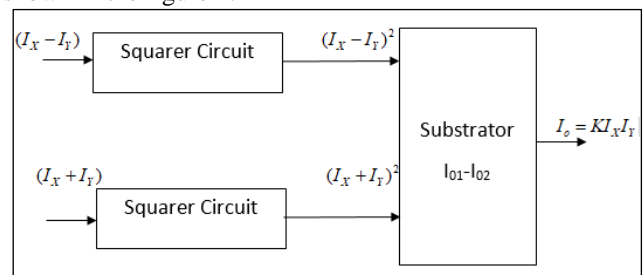 (I_X − I_Y)
Squarer Circuit
(I_X − I_Y)²
Substrator
I₀₁-I₀₂
I_o = KI_XI_Y
(I_X + I_Y)
Squarer Circuit
(I_X + I_Y)²